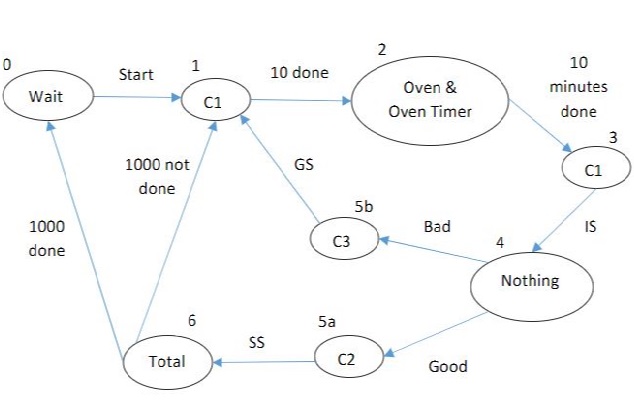 0
Wait
Start
1
C1
10 done
2
Oven &
Oven Timer
10
minutes
done
3
C1
IS
4
Nothing
Bad
5b
C3
GS
Good
5a
C2
SS
6
Total
1000 not
done
1000
done